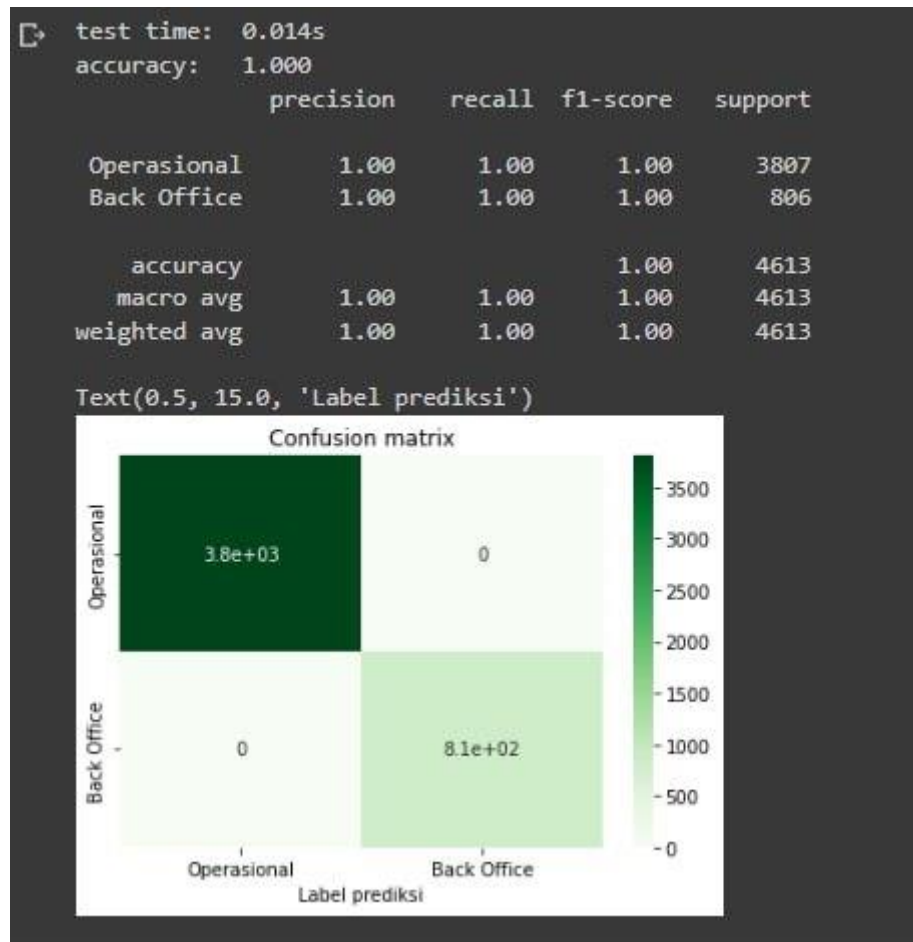 test time: 0.014s
accuracy: 1.000
precision recall f1-score support
Operasional 1.00 1.00 1.00 3807
Back Office 1.00 1.00 1.00 806
accuracy 1.00 4613
macro avg 1.00 1.00 1.00 4613
weighted avg 1.00 1.00 1.00 4613
Text(0.5, 15.0, 'Label prediksi')
Confusion matrix
Operasional
3.8e+03 0
Back Office
0 8.1e+02
3500
3000
2500
2000
1500
1000
500
0
Operasional Back Office
Label prediksi